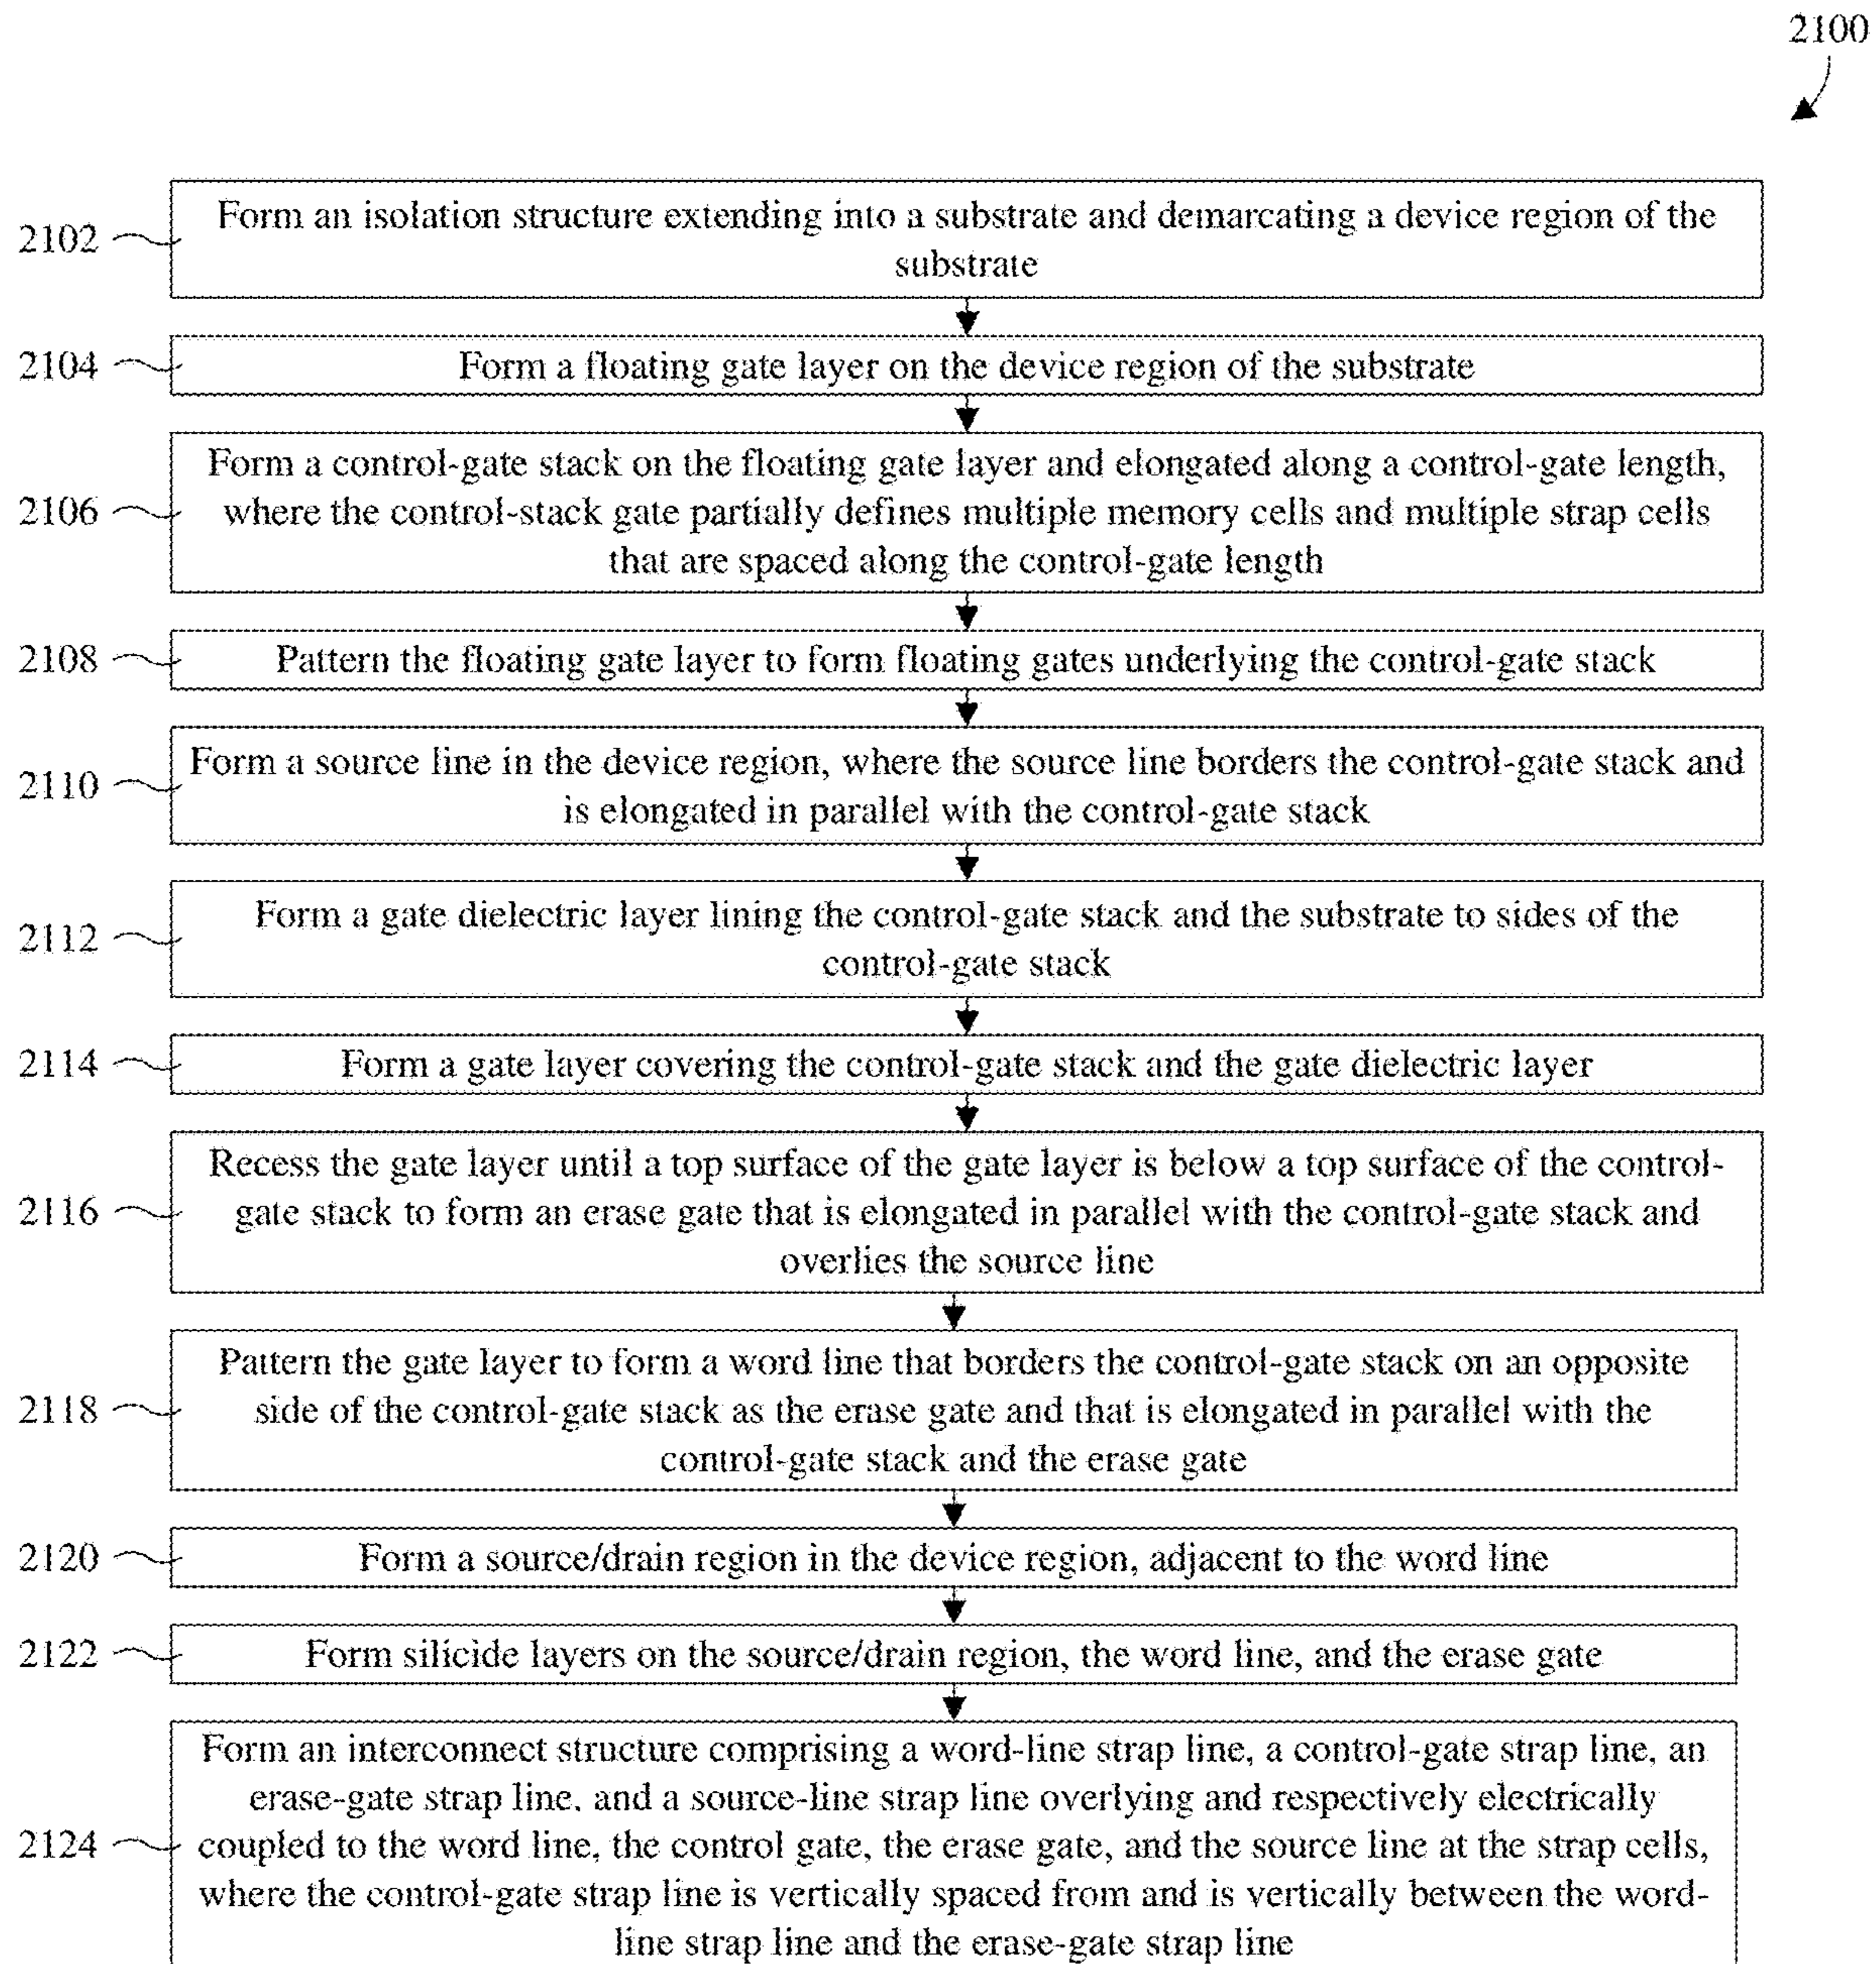 2100
2102
Form an isolation structure extending into a substrate and demarcating a device region of the
substrate
2104
Form a floating gate layer on the device region of the substrate
Form a control-gate stack on the floating gate layer and elongated along a control-gate length,
2106
where the control-stack gate partially defines multiple memory cells and multiple strap cells
that are spaced along the control-gate length
2108
Pattern the floating gate layer to form floating gates underlying the control-gate stack
2110
Form a source line in the device region, where the source line borders the control-gate stack and
is elongated in parallel with the control-gate stack
2112
Form a gate dielectric layer lining the control-gate stack and the substrate to sides of the
control-gate stack
2114
Form a gate layer covering the control-gate stack and the gate dielectric layer
Recess the gate layer until a top surface of the gate layer is below a top surface of the control-
2116
gate stack to form an erase gate that is elongated in parallel with the control-gate stack and
overlies the source line
Pattern the gate layer to form a word line that borders the control-gate stack on an opposite
2118
side of the control-gate stack as the erase gate and that is elongated in parallel with the
control-gate stack and the erase gate
2120
Form a source/drain region in the device region, adjacent to the word line
2122
Form silicide layers on the source/drain region, the word line, and the erase gate
Form an interconnect structure comprising a word-line strap line, a control-gate strap line, an
erase-gate strap line, and a source-line strap line overlying and respectively electrically
2124
coupled to the word line, the control gate, the erase gate, and the source line at the strap cells,
where the control-gate strap line is vertically spaced from and is vertically between the word-
line strap line and the erase-gate strap line